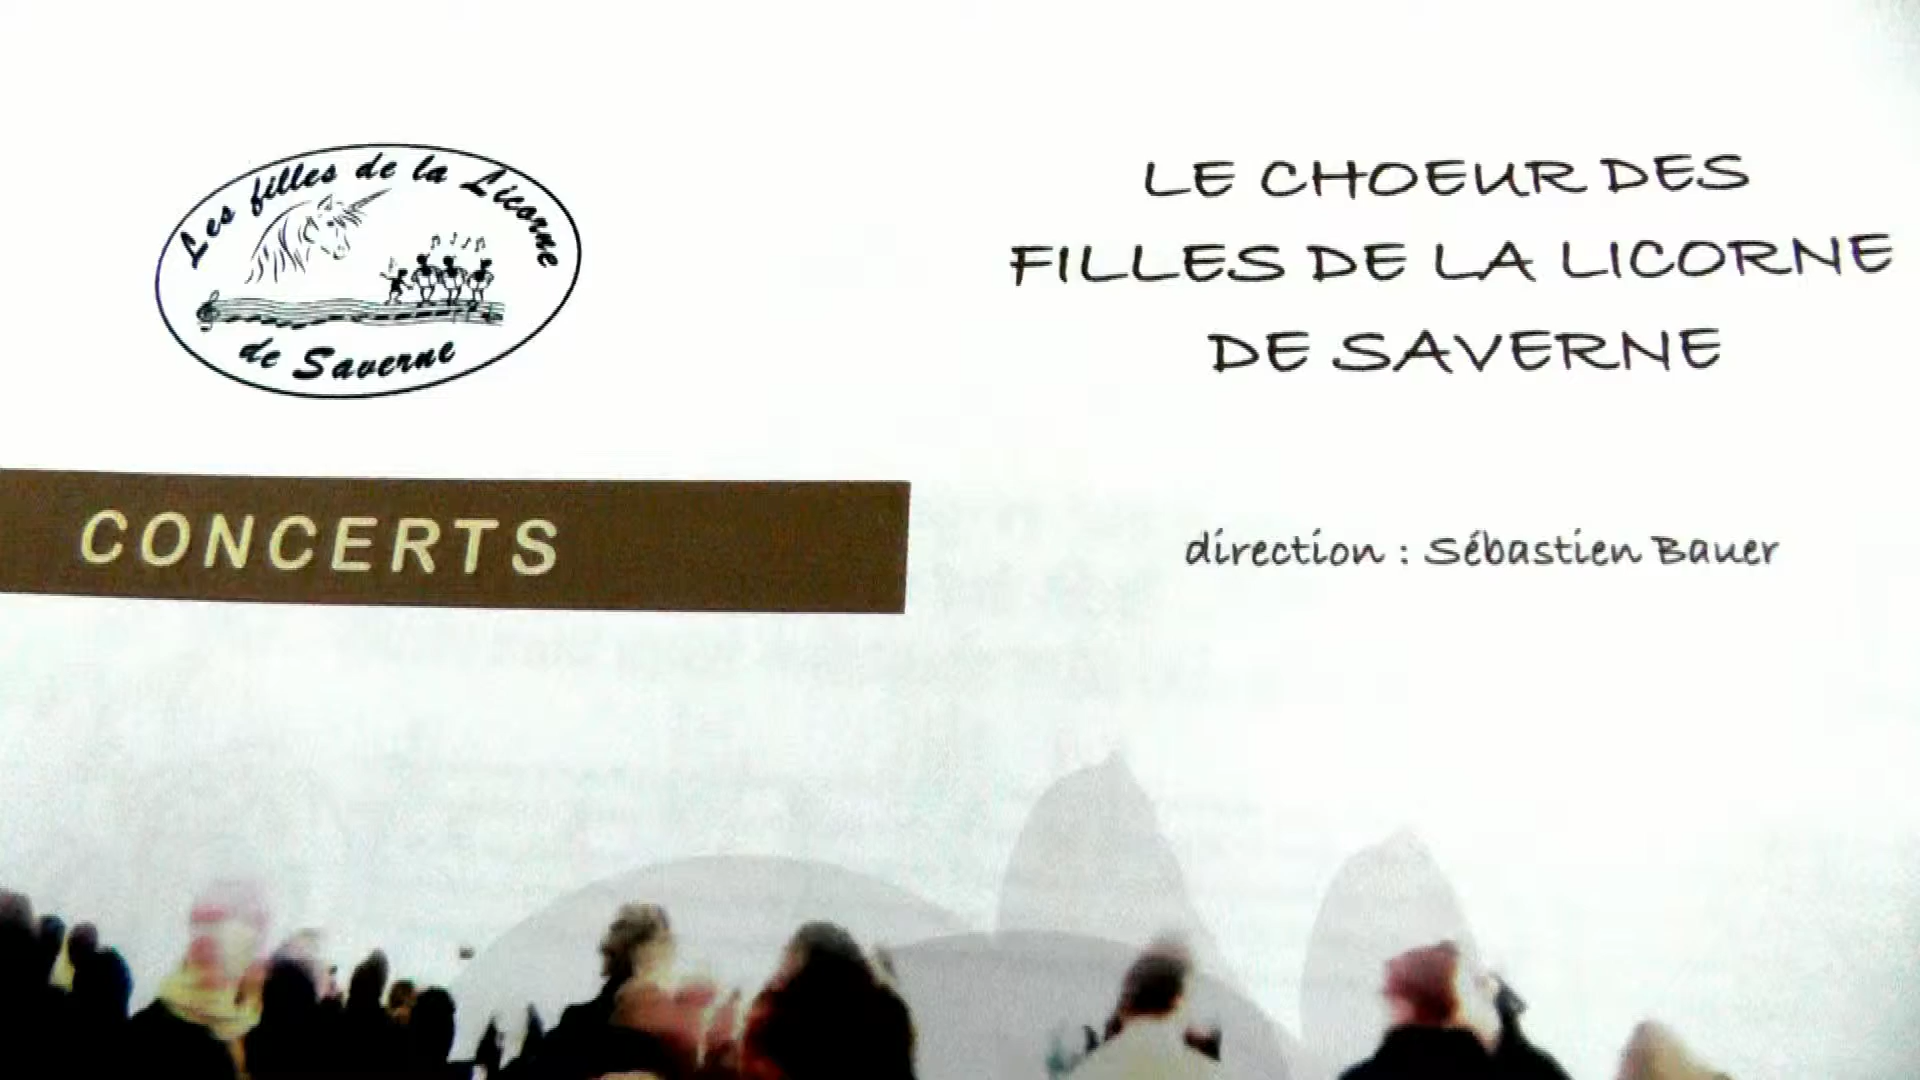 Les filles de la Licorne
de Saverne
LE CHOEUR DES
FILLES DE LA LICORNE
DE SAVERNE
CONCERTS
direction : Sébastien Bauer